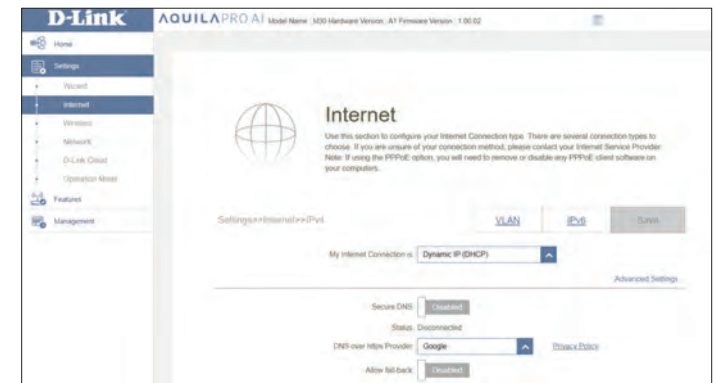 D-Link
AQUILA PRO AI Model Name : M30 Hardware Version : A1 Firmware Version : 1.00.02
Home
Settings
Wizard
Internet
Wireless
Network
D-Link Cloud
Operation Mode
Features
Management
Internet
Use this section to configure your Internet Connection type. There are several connection types to
choose. If you are unsure of your connection method, please contact your Internet Service Provider.
Note: If using the PPPoE option, you will need to remove or disable any PPPoE client software on
your computers.
Settings>>Internet>>IPv4 VLAN IPv6 Save
My Internet Connection is Dynamic IP (DHCP)
Advanced Settings
Secure DNS Disabled
Status Disconnected
DNS over https Provider Google Privacy Policy
Allow fall-back Disabled